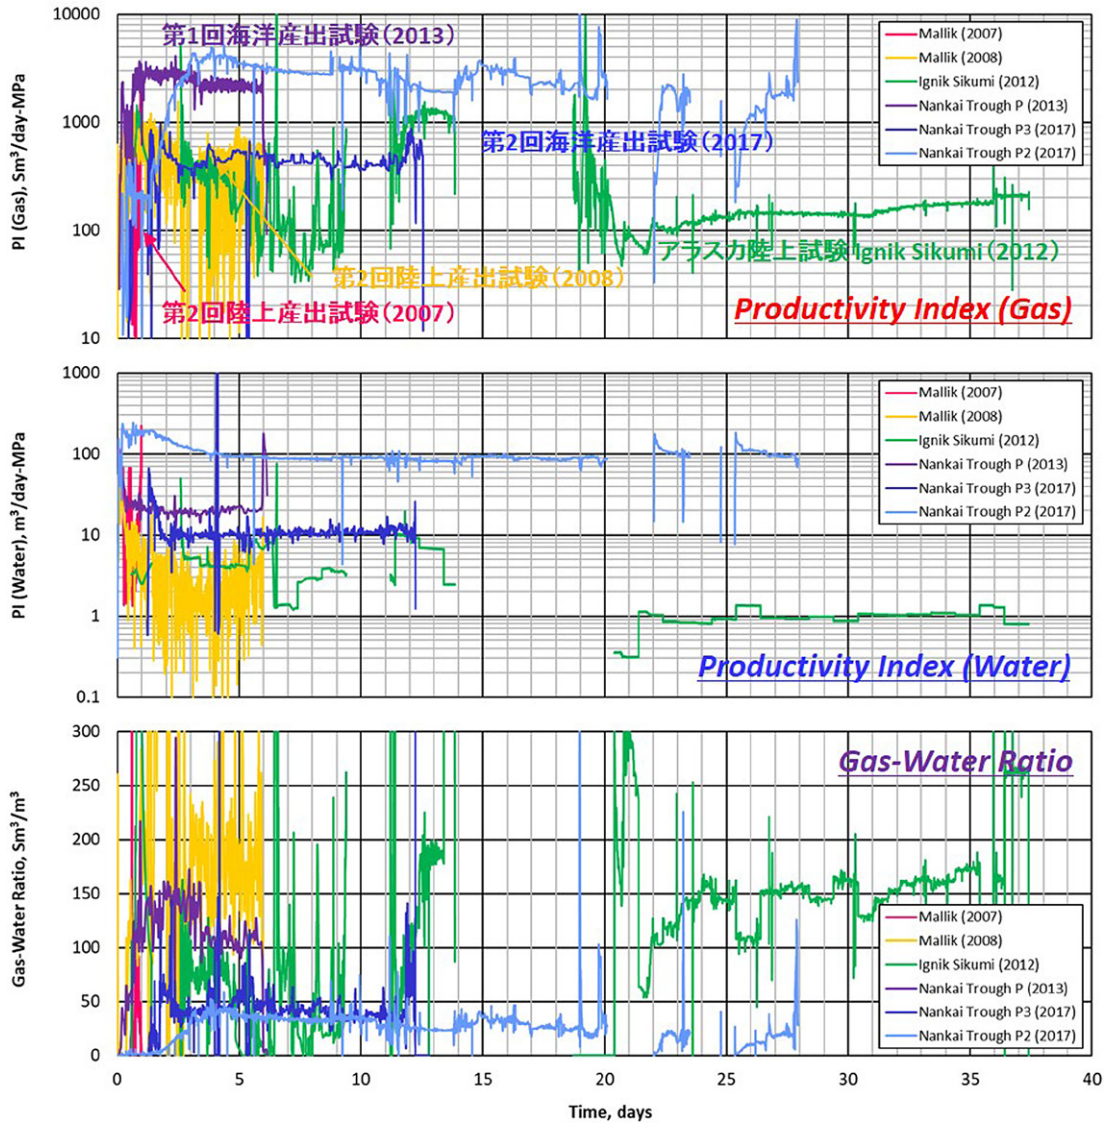 10000
1000
100
10
PI (Gas), Sm³/day-MPa
第1回海洋産出試験(2013)
第2回海洋産出試験(2017)
アラスカ陸上試験 Ignik Sikumi(2012)
第2回陸上産出試験(2008)
第2回陸上産出試験(2007)
Productivity Index (Gas)
Mallik (2007)
Mallik (2008)
Ignik Sikumi (2012)
Nankai Trough P (2013)
Nankai Trough P3 (2017)
Nankai Trough P2 (2017)
1000
100
10
1
0.1
PI (Water), m³/day-MPa
Mallik (2007)
Mallik (2008)
Ignik Sikumi (2012)
Nankai Trough P (2013)
Nankai Trough P3 (2017)
Nankai Trough P2 (2017)
Productivity Index (Water)
300
250
200
150
100
50
0
Gas-Water Ratio, Sm³/m³
Gas-Water Ratio
Mallik (2007)
Mallik (2008)
Ignik Sikumi (2012)
Nankai Trough P (2013)
Nankai Trough P3 (2017)
Nankai Trough P2 (2017)
0 5 10 15 20 25 30 35 40
Time, days